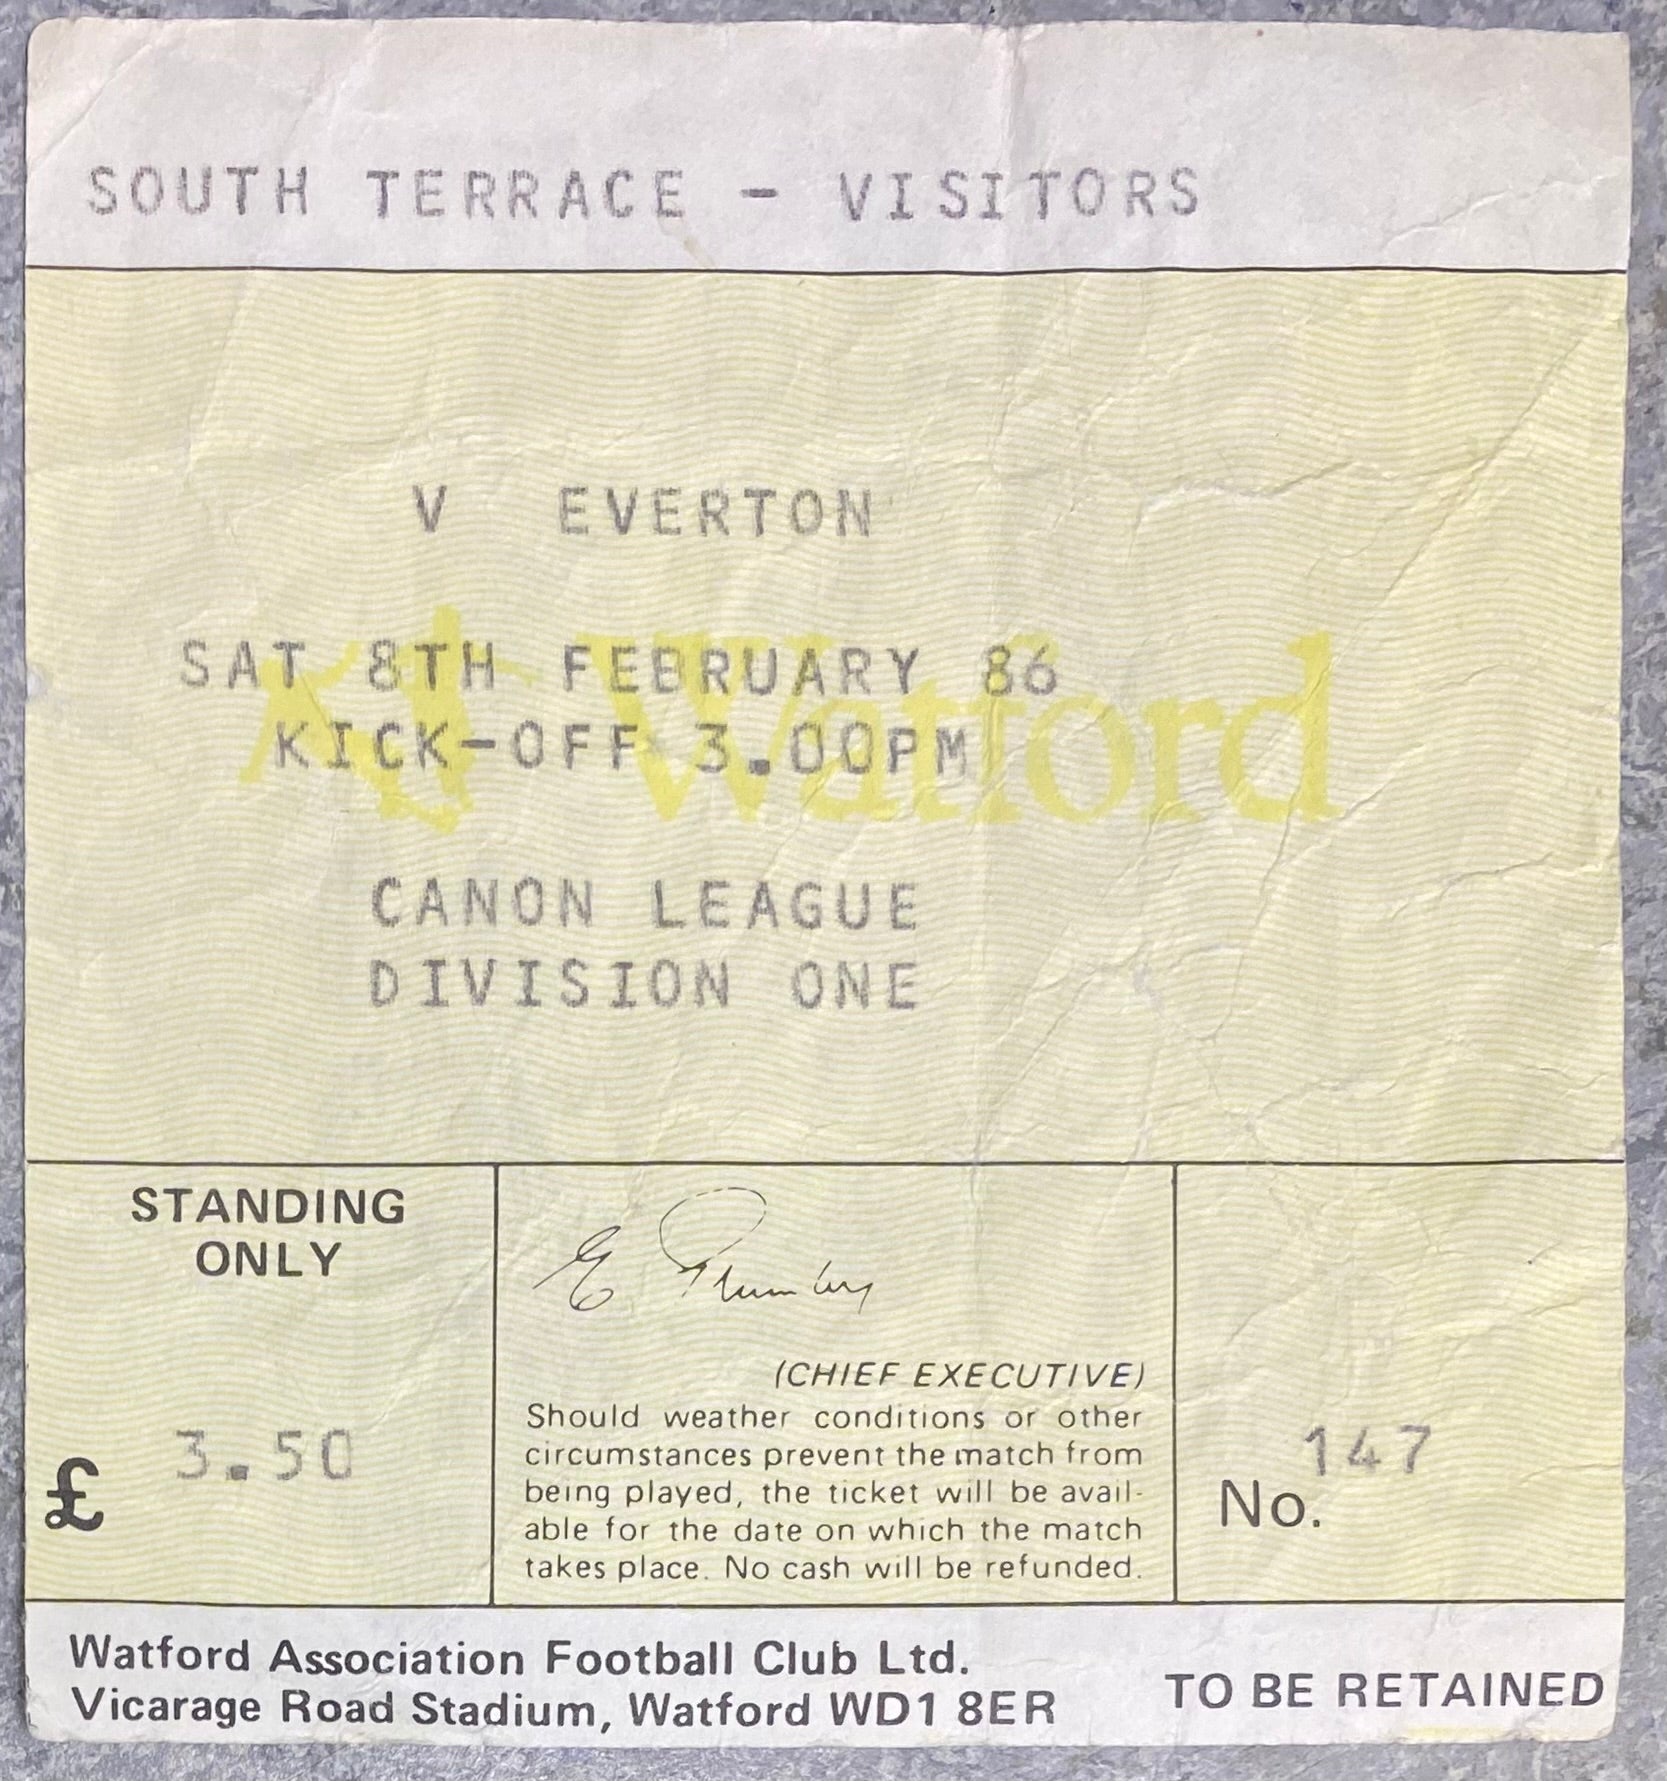 SOUTH TERRACE - VISITORS
V EVERTON
Watford
SAT 8TH FEBRUARY 86
KICK-OFF 3.00PM
CANON LEAGUE
DIVISION ONE
STANDING
ONLY
£ 3.50
E Plumley
(CHIEF EXECUTIVE)
Should weather conditions or other
circumstances prevent the match from
being played, the ticket will be avail-
able for the date on which the match
takes place. No cash will be refunded.
No. 147
Watford Association Football Club Ltd.
Vicarage Road Stadium, Watford WD1 8ER
TO BE RETAINED